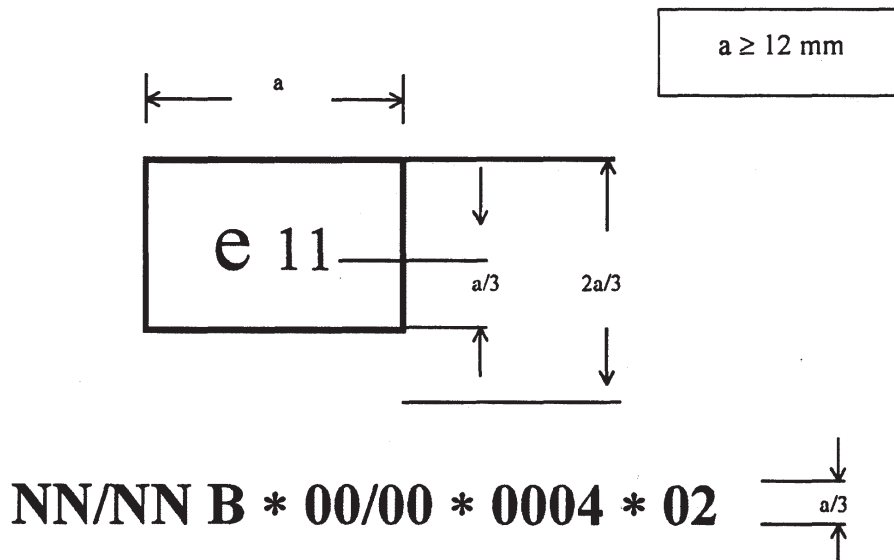 a ≥ 12 mm
a
e 11
a/3
2a/3
NN/NN B * 00/00 * 0004 * 02
a/3